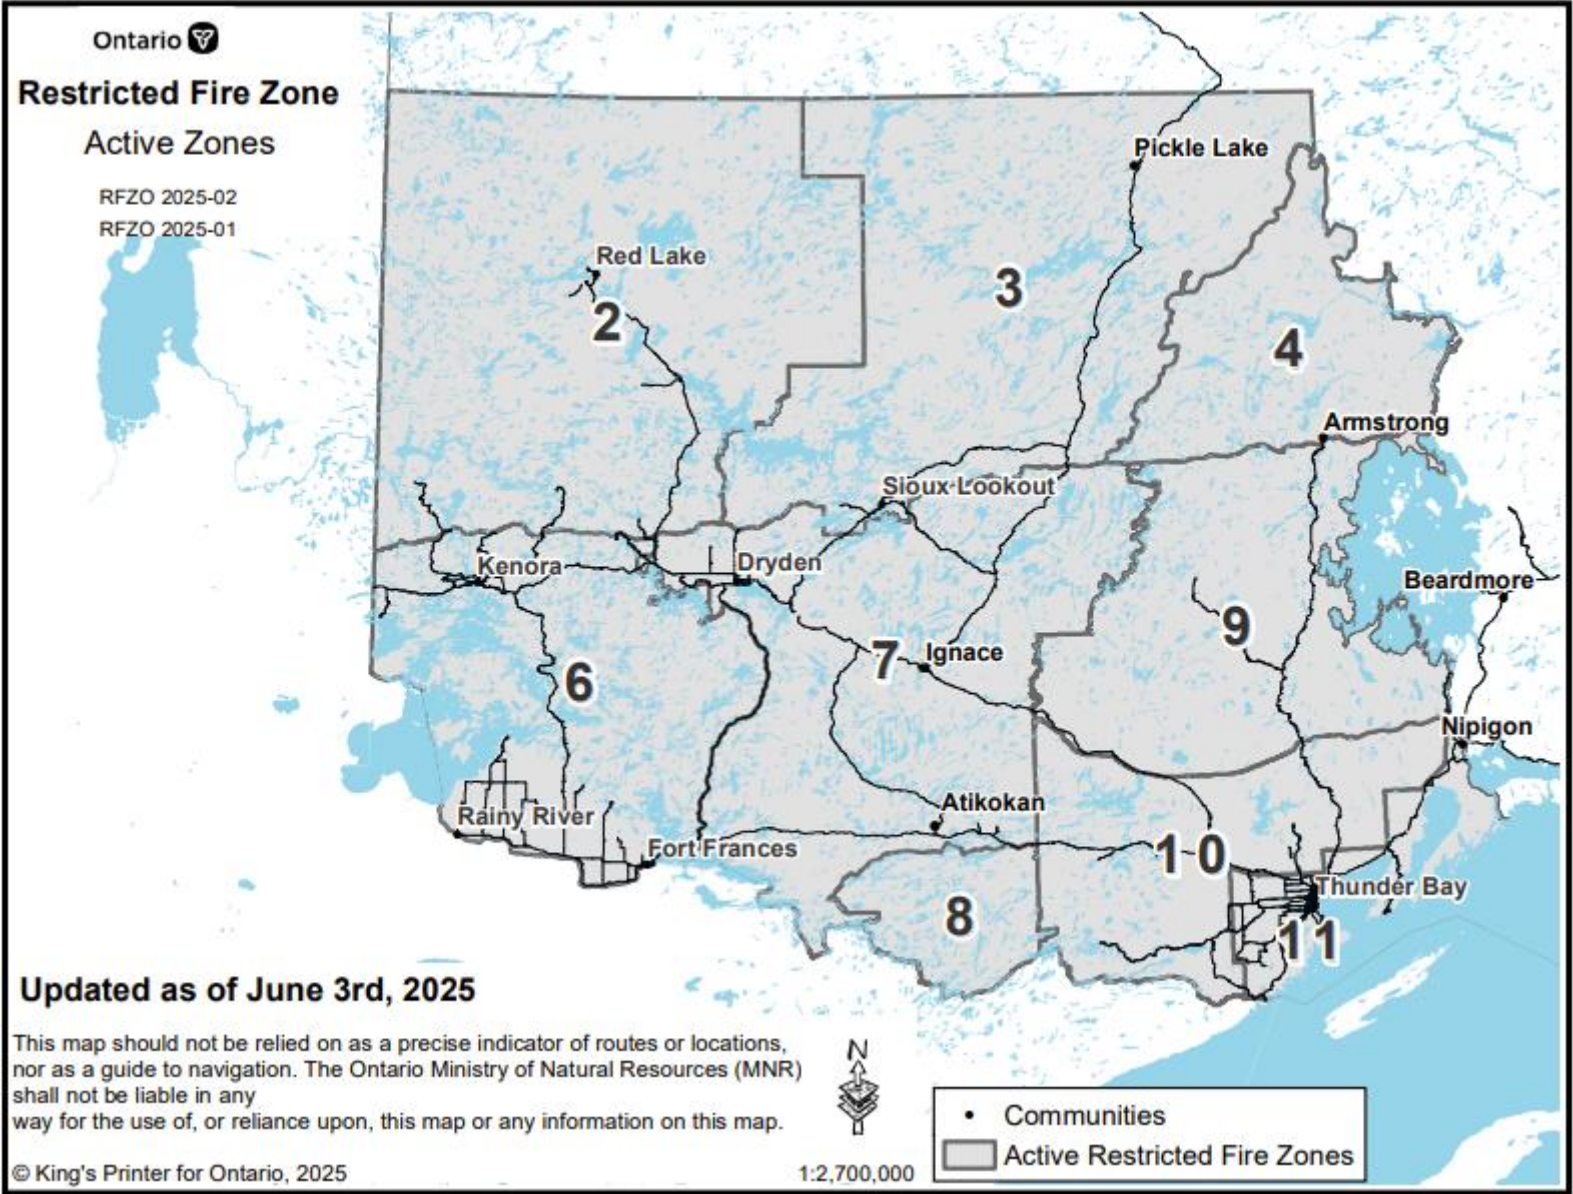 Ontario
Restricted Fire Zone
Active Zones
RFZO 2025-02
RFZO 2025-01
Pickle Lake
Red Lake
3
2
4
Armstrong
Sioux Lookout
Kenora
Dryden
Beardmore
9
7
Ignace
6
Nipigon
Atikokan
Rainy River
Fort Frances
10
Thunder Bay
8
11
Updated as of June 3rd, 2025
This map should not be relied on as a precise indicator of routes or locations,
nor as a guide to navigation. The Ontario Ministry of Natural Resources (MNR)
shall not be liable in any
way for the use of, or reliance upon, this map or any information on this map.
N
Communities
Active Restricted Fire Zones
© King's Printer for Ontario, 2025
1:2,700,000